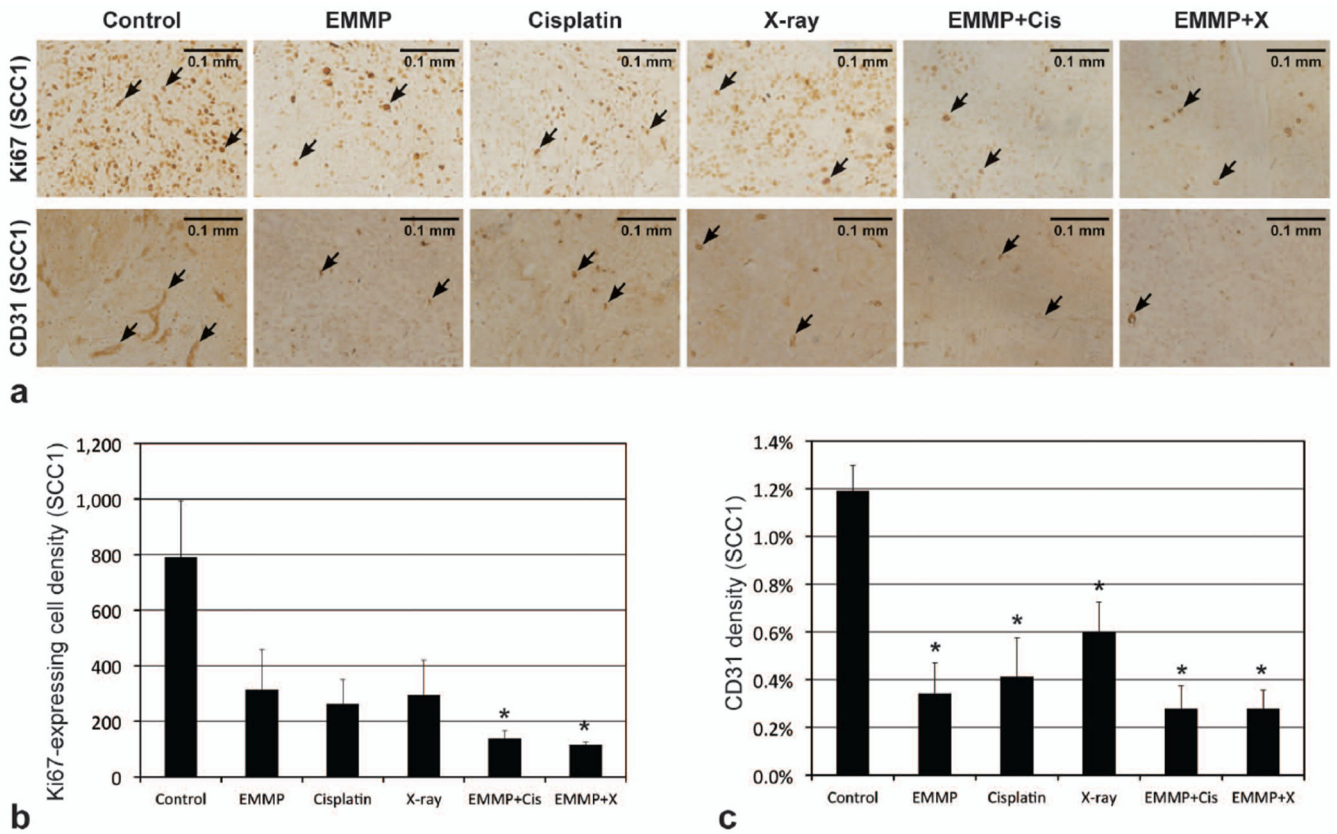 Control EMMP Cisplatin X-ray EMMP+Cis EMMP+X
Ki67 (SCC1)
0.1 mm 0.1 mm 0.1 mm 0.1 mm 0.1 mm 0.1 mm
CD31 (SCC1)
0.1 mm 0.1 mm 0.1 mm 0.1 mm 0.1 mm 0.1 mm
a
Ki67-expressing cell density (SCC1)
1,200
1,000
800
600
400
200
0
* *
Control EMMP Cisplatin X-ray EMMP+Cis EMMP+X
b
CD31 density (SCC1)
1.4%
1.2%
1.0%
0.8%
0.6%
0.4%
0.2%
0.0%
* * * * *
Control EMMP Cisplatin X-ray EMMP+Cis EMMP+X
c